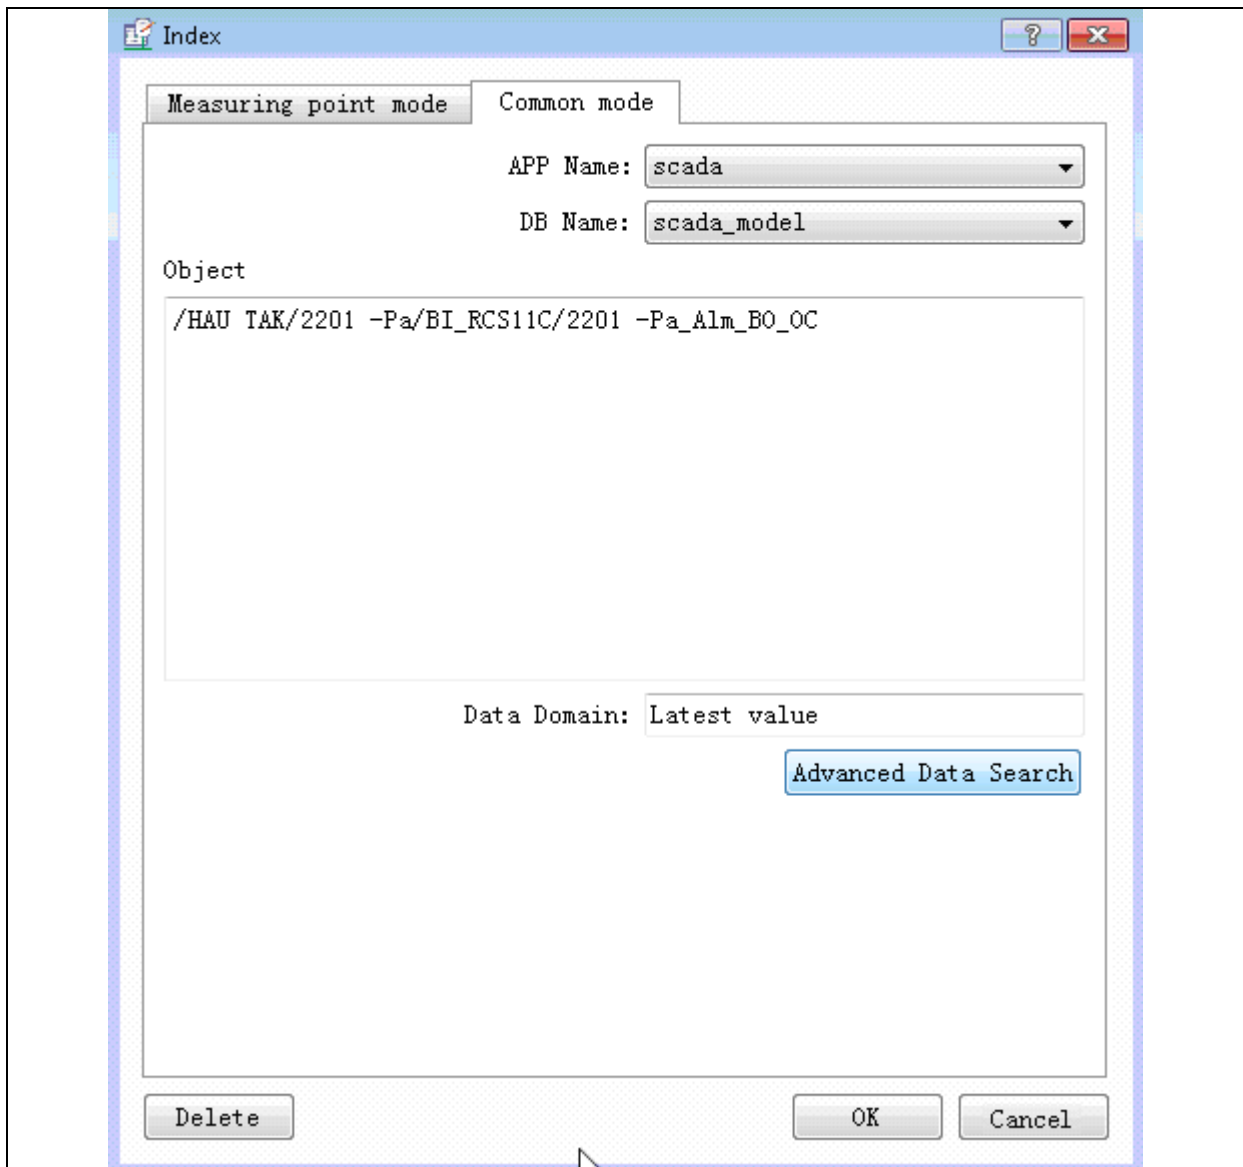 Index
Measuring point mode
Common mode
APP Name: scada
DB Name: scada_model
Object
/HAU TAK/2201 -Pa/BI_RCS11C/2201 -Pa_Alm_BO_OC
Data Domain: Latest value
Advanced Data Search
Delete
OK
Cancel